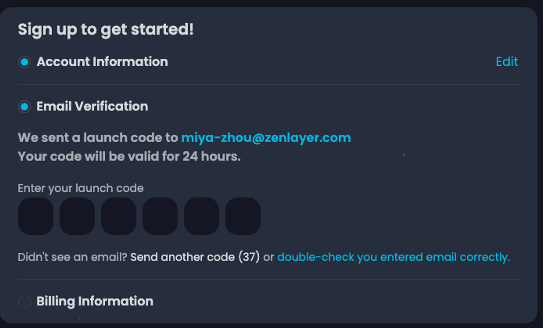 Sign up to get started!
Account Information
Edit
Email Verification
We sent a launch code to miya-zhou@zenlayer.com
Your code will be valid for 24 hours.
Enter your launch code
Didn't see an email? Send another code (37) or double-check you entered email correctly.
Billing Information